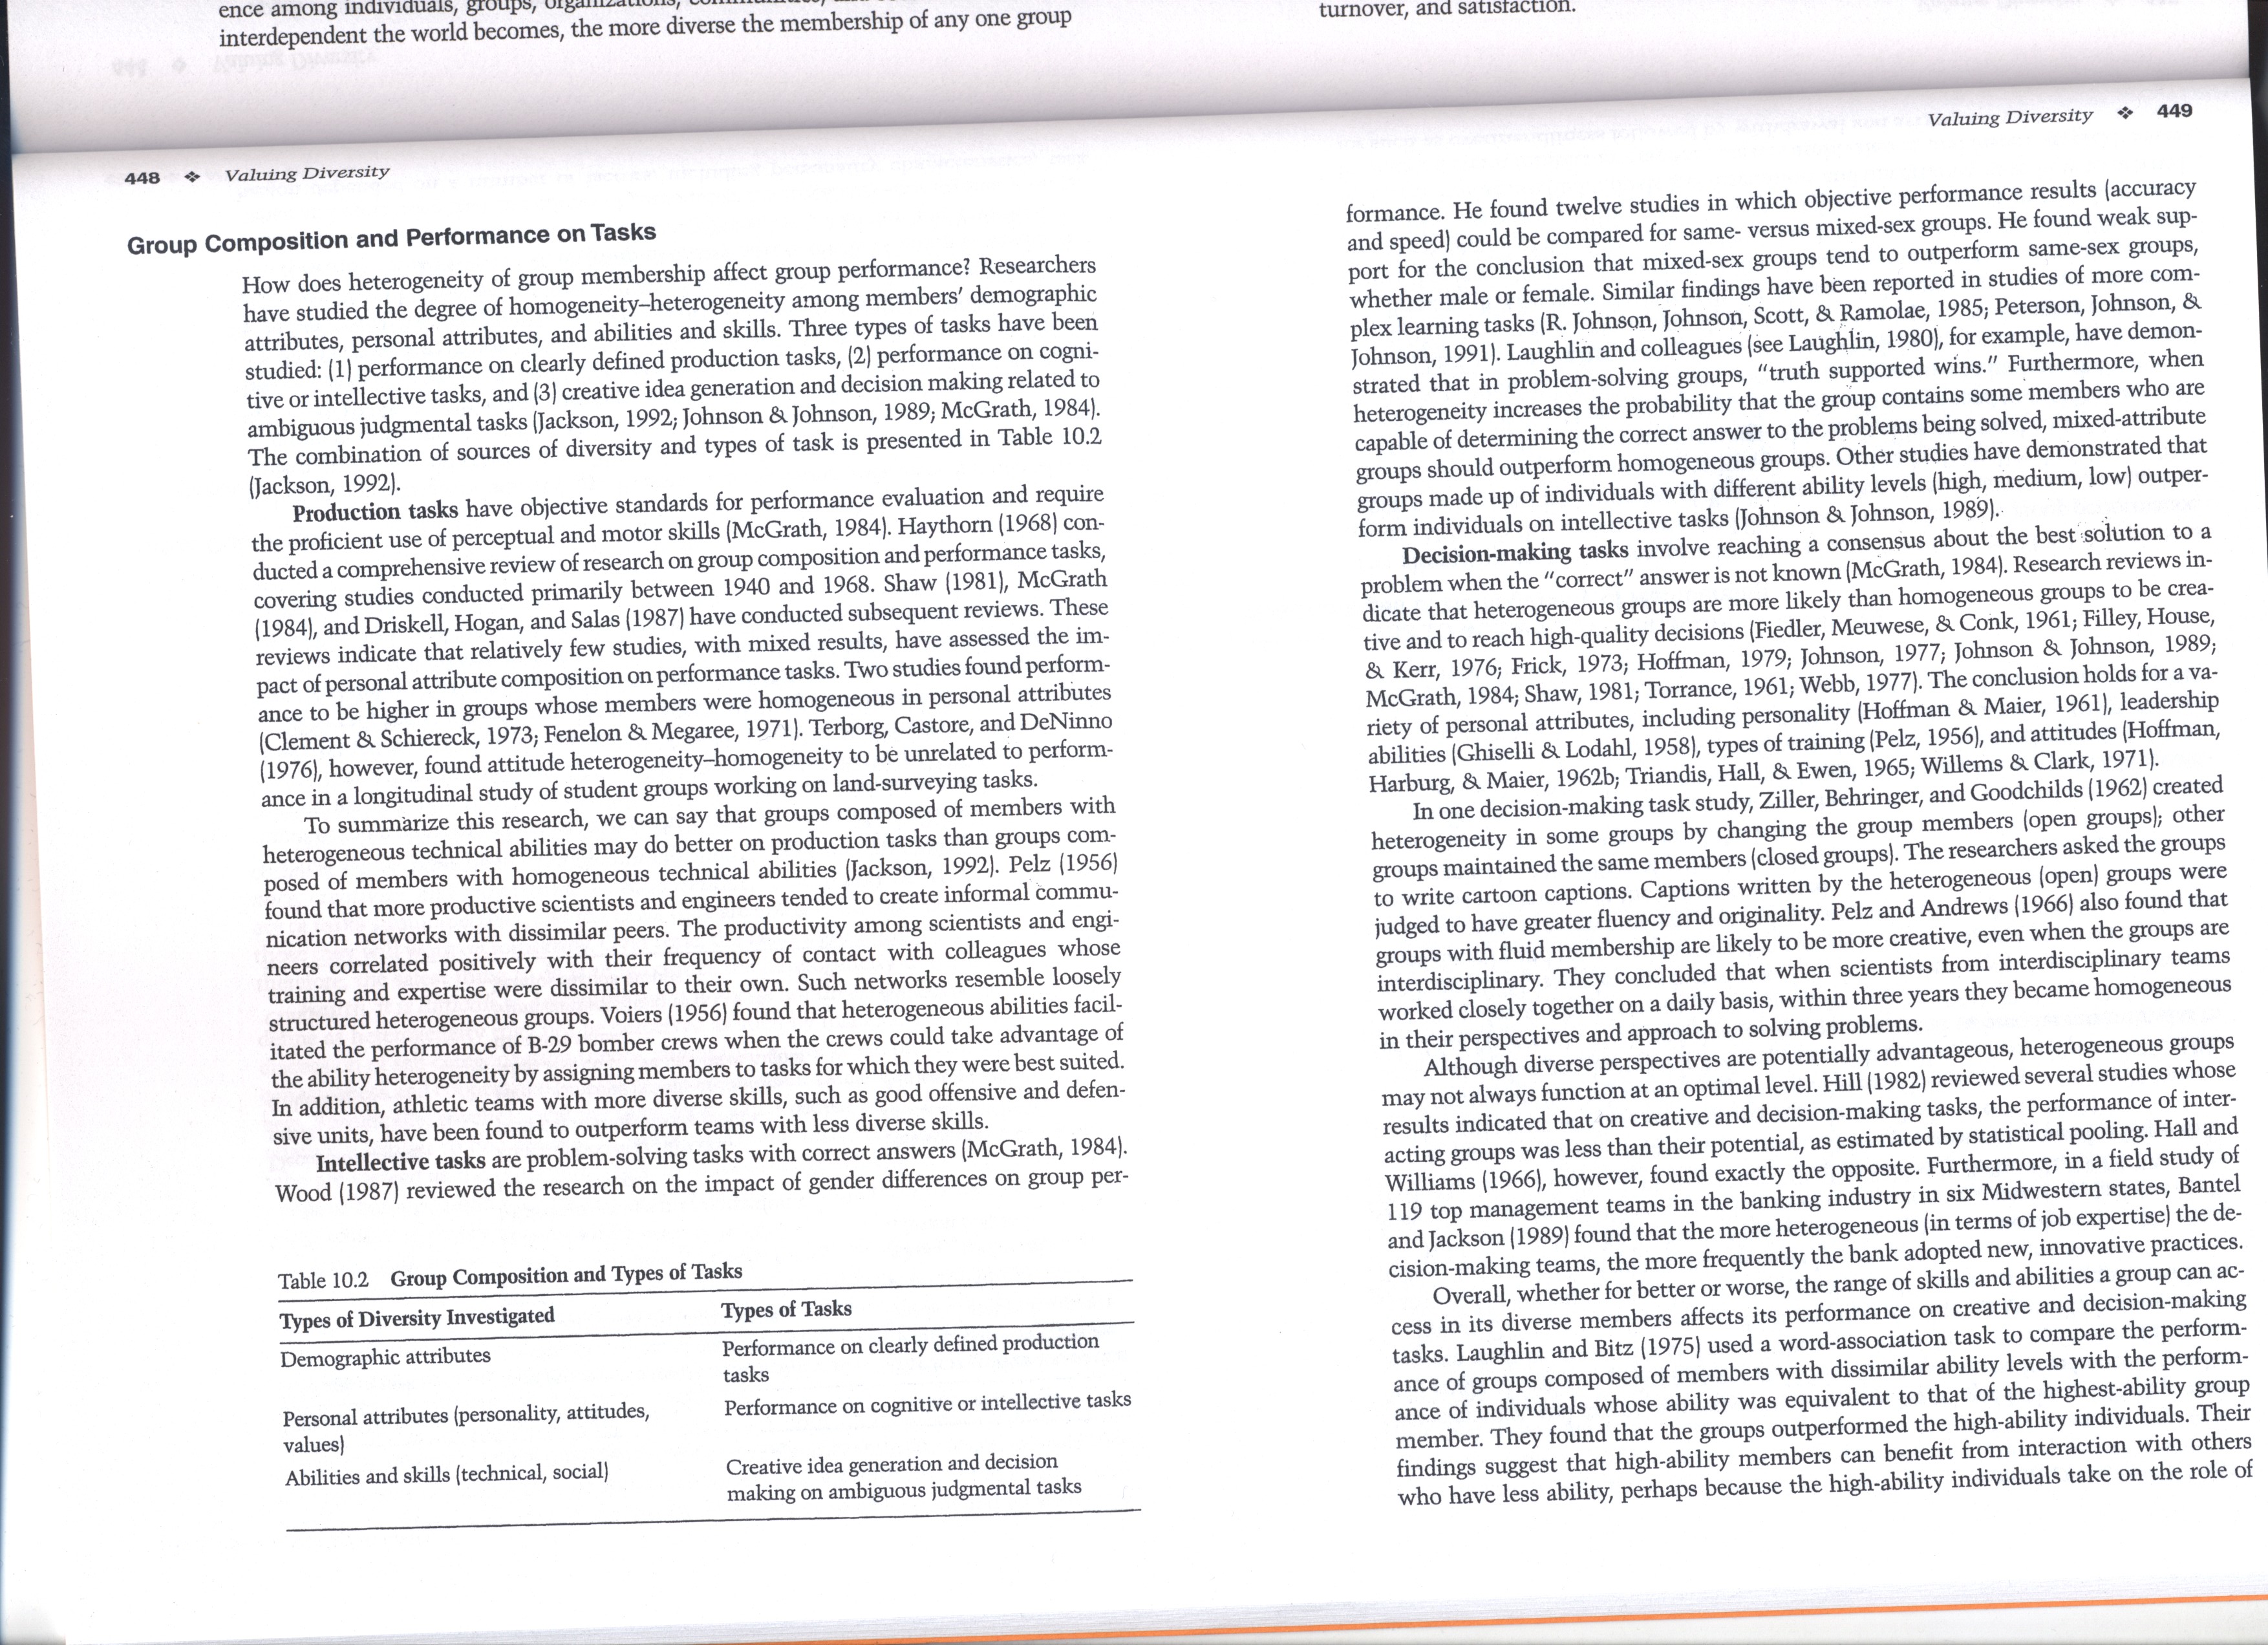 interdependent the world becomes, the more diverse the membership of any one group
turnover, and satisfaction.
448 ❖ Valuing Diversity
Group Composition and Performance on Tasks
How does heterogeneity of group membership affect group performance? Researchers
have studied the degree of homogeneity–heterogeneity among members' demographic
attributes, personal attributes, and abilities and skills. Three types of tasks have been
studied: (1) performance on clearly defined production tasks, (2) performance on cogni-
tive or intellective tasks, and (3) creative idea generation and decision making related to
ambiguous judgmental tasks (Jackson, 1992; Johnson & Johnson, 1989; McGrath, 1984).
The combination of sources of diversity and types of task is presented in Table 10.2
(Jackson, 1992).
Production tasks have objective standards for performance evaluation and require
the proficient use of perceptual and motor skills (McGrath, 1984). Haythorn (1968) con-
ducted a comprehensive review of research on group composition and performance tasks,
covering studies conducted primarily between 1940 and 1968. Shaw (1981), McGrath
(1984), and Driskell, Hogan, and Salas (1987) have conducted subsequent reviews. These
reviews indicate that relatively few studies, with mixed results, have assessed the im-
pact of personal attribute composition on performance tasks. Two studies found perform-
ance to be higher in groups whose members were homogeneous in personal attributes
(Clement & Schiereck, 1973; Fenelon & Megaree, 1971). Terborg, Castore, and DeNinno
(1976), however, found attitude heterogeneity–homogeneity to be unrelated to perform-
ance in a longitudinal study of student groups working on land-surveying tasks.
To summarize this research, we can say that groups composed of members with
heterogeneous technical abilities may do better on production tasks than groups com-
posed of members with homogeneous technical abilities (Jackson, 1992). Pelz (1956)
found that more productive scientists and engineers tended to create informal commu-
nication networks with dissimilar peers. The productivity among scientists and engi-
neers correlated positively with their frequency of contact with colleagues whose
training and expertise were dissimilar to their own. Such networks resemble loosely
structured heterogeneous groups. Voiers (1956) found that heterogeneous abilities facil-
itated the performance of B-29 bomber crews when the crews could take advantage of
the ability heterogeneity by assigning members to tasks for which they were best suited.
In addition, athletic teams with more diverse skills, such as good offensive and defen-
sive units, have been found to outperform teams with less diverse skills.
Intellective tasks are problem-solving tasks with correct answers (McGrath, 1984).
Wood (1987) reviewed the research on the impact of gender differences on group per-
Table 10.2 Group Composition and Types of Tasks
Types of Diversity Investigated Types of Tasks
Demographic attributes Performance on clearly defined production
tasks
Personal attributes (personality, attitudes, Performance on cognitive or intellective tasks
values)
Abilities and skills (technical, social) Creative idea generation and decision
making on ambiguous judgmental tasks
Valuing Diversity ❖ 449
formance. He found twelve studies in which objective performance results (accuracy
and speed) could be compared for same- versus mixed-sex groups. He found weak sup-
port for the conclusion that mixed-sex groups tend to outperform same-sex groups,
whether male or female. Similar findings have been reported in studies of more com-
plex learning tasks (R. Johnson, Johnson, Scott, & Ramolae, 1985; Peterson, Johnson, &
Johnson, 1991). Laughlin and colleagues (see Laughlin, 1980), for example, have demon-
strated that in problem-solving groups, "truth supported wins." Furthermore, when
heterogeneity increases the probability that the group contains some members who are
capable of determining the correct answer to the problems being solved, mixed-attribute
groups should outperform homogeneous groups. Other studies have demonstrated that
groups made up of individuals with different ability levels (high, medium, low) outper-
form individuals on intellective tasks (Johnson & Johnson, 1989).
Decision-making tasks involve reaching a consensus about the best solution to a
problem when the "correct" answer is not known (McGrath, 1984). Research reviews in-
dicate that heterogeneous groups are more likely than homogeneous groups to be crea-
tive and to reach high-quality decisions (Fiedler, Meuwese, & Conk, 1961; Filley, House,
& Kerr, 1976; Frick, 1973; Hoffman, 1979; Johnson, 1977; Johnson & Johnson, 1989;
McGrath, 1984; Shaw, 1981; Torrance, 1961; Webb, 1977). The conclusion holds for a va-
riety of personal attributes, including personality (Hoffman & Maier, 1961), leadership
abilities (Ghiselli & Lodahl, 1958), types of training (Pelz, 1956), and attitudes (Hoffman,
Harburg, & Maier, 1962b; Triandis, Hall, & Ewen, 1965; Willems & Clark, 1971).
In one decision-making task study, Ziller, Behringer, and Goodchilds (1962) created
heterogeneity in some groups by changing the group members (open groups); other
groups maintained the same members (closed groups). The researchers asked the groups
to write cartoon captions. Captions written by the heterogeneous (open) groups were
judged to have greater fluency and originality. Pelz and Andrews (1966) also found that
groups with fluid membership are likely to be more creative, even when the groups are
interdisciplinary. They concluded that when scientists from interdisciplinary teams
worked closely together on a daily basis, within three years they became homogeneous
in their perspectives and approach to solving problems.
Although diverse perspectives are potentially advantageous, heterogeneous groups
may not always function at an optimal level. Hill (1982) reviewed several studies whose
results indicated that on creative and decision-making tasks, the performance of inter-
acting groups was less than their potential, as estimated by statistical pooling. Hall and
Williams (1966), however, found exactly the opposite. Furthermore, in a field study of
119 top management teams in the banking industry in six Midwestern states, Bantel
and Jackson (1989) found that the more heterogeneous (in terms of job expertise) the de-
cision-making teams, the more frequently the bank adopted new, innovative practices.
Overall, whether for better or worse, the range of skills and abilities a group can ac-
cess in its diverse members affects its performance on creative and decision-making
tasks. Laughlin and Bitz (1975) used a word-association task to compare the perform-
ance of groups composed of members with dissimilar ability levels with the perform-
ance of individuals whose ability was equivalent to that of the highest-ability group
member. They found that the groups outperformed the high-ability individuals. Their
findings suggest that high-ability members can benefit from interaction with others
who have less ability, perhaps because the high-ability individuals take on the role of